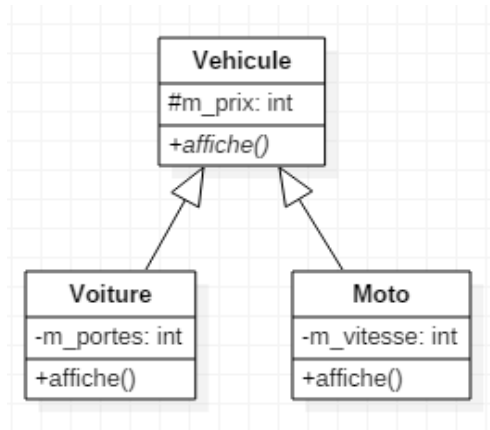 Vehicule
#m_prix: int
+affiche()
Voiture
-m_portes: int
+affiche()
Moto
-m_vitesse: int
+affiche()